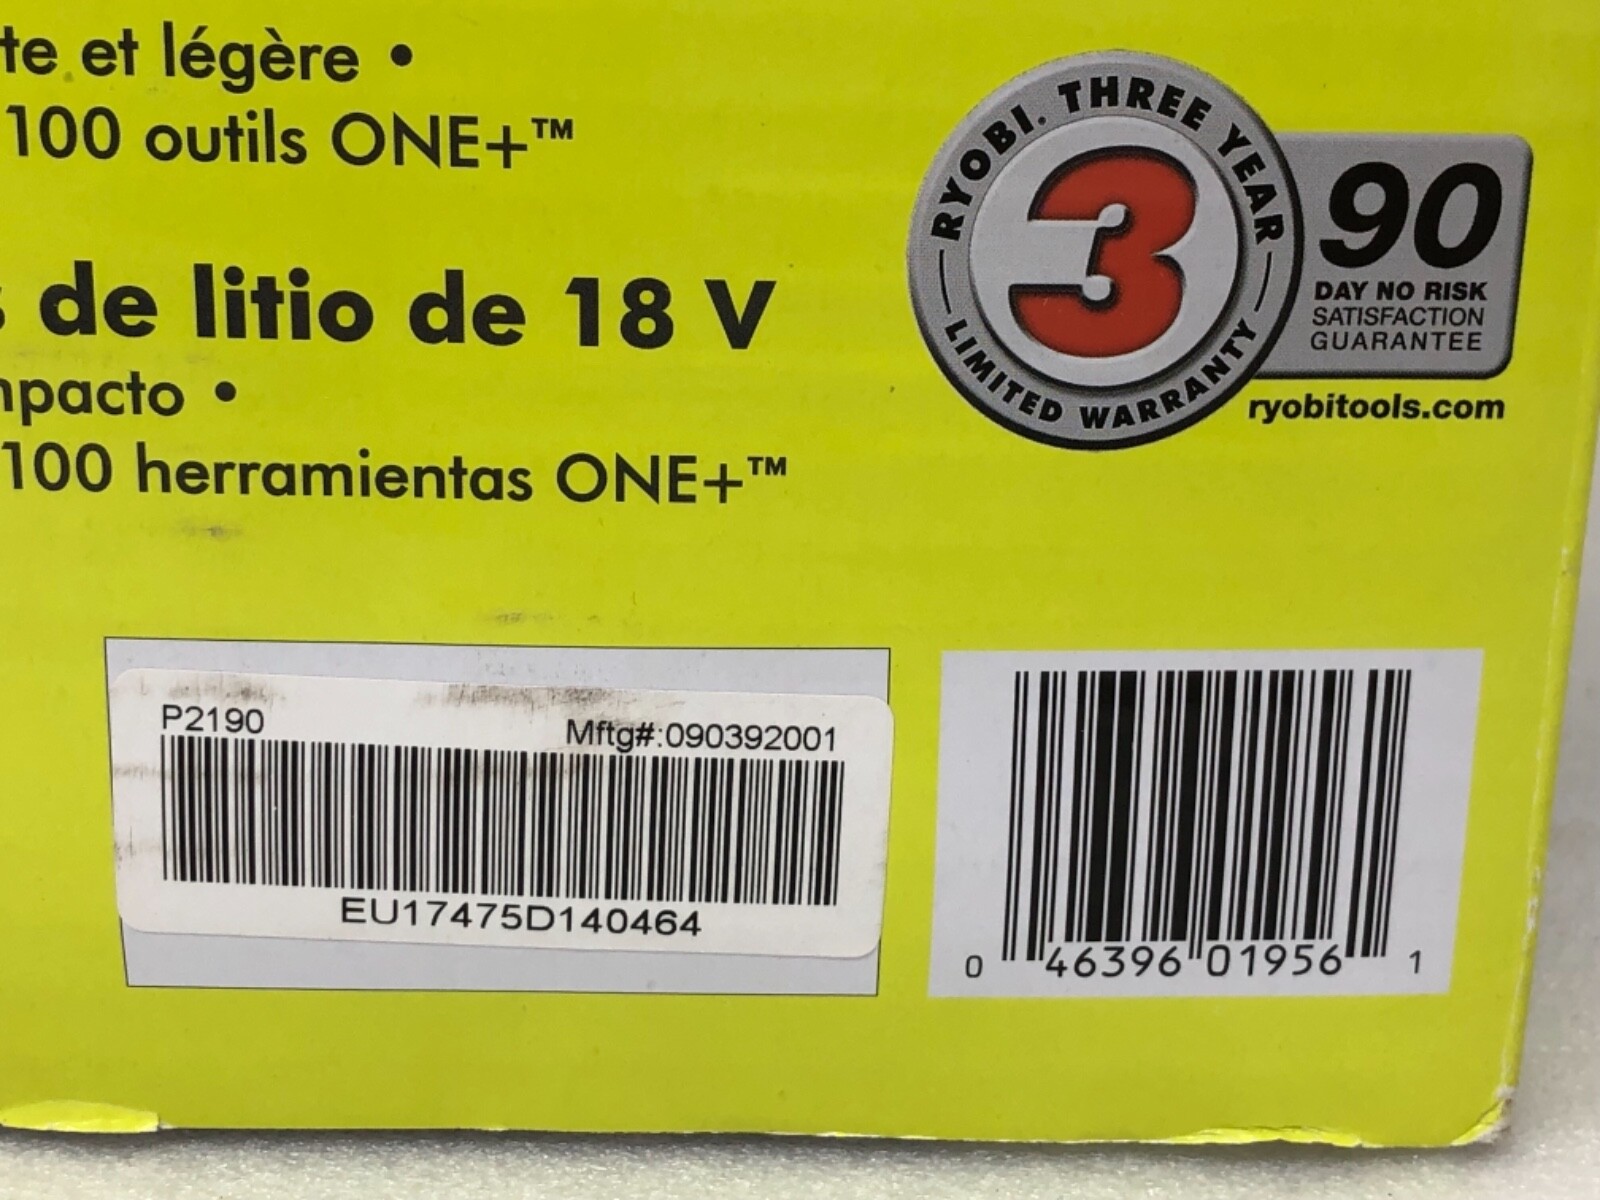 te et légère •
100 outils ONE+™
de litio de 18 V
mpacto •
100 herramientas ONE+™
RYOBI. THREE YEAR
3
LIMITED WARRANTY
90
DAY NO RISK
SATISFACTION
GUARANTEE
ryobitools.com
P2190 Mftg#:090392001
EU17475D140464
0 46396 01956 1